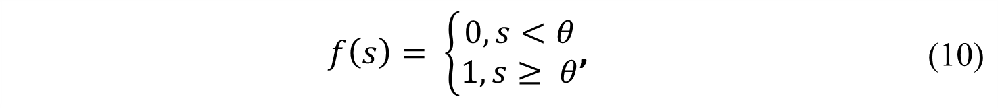 f(s) = {0, s < θ
1, s ≥ θ, (10)